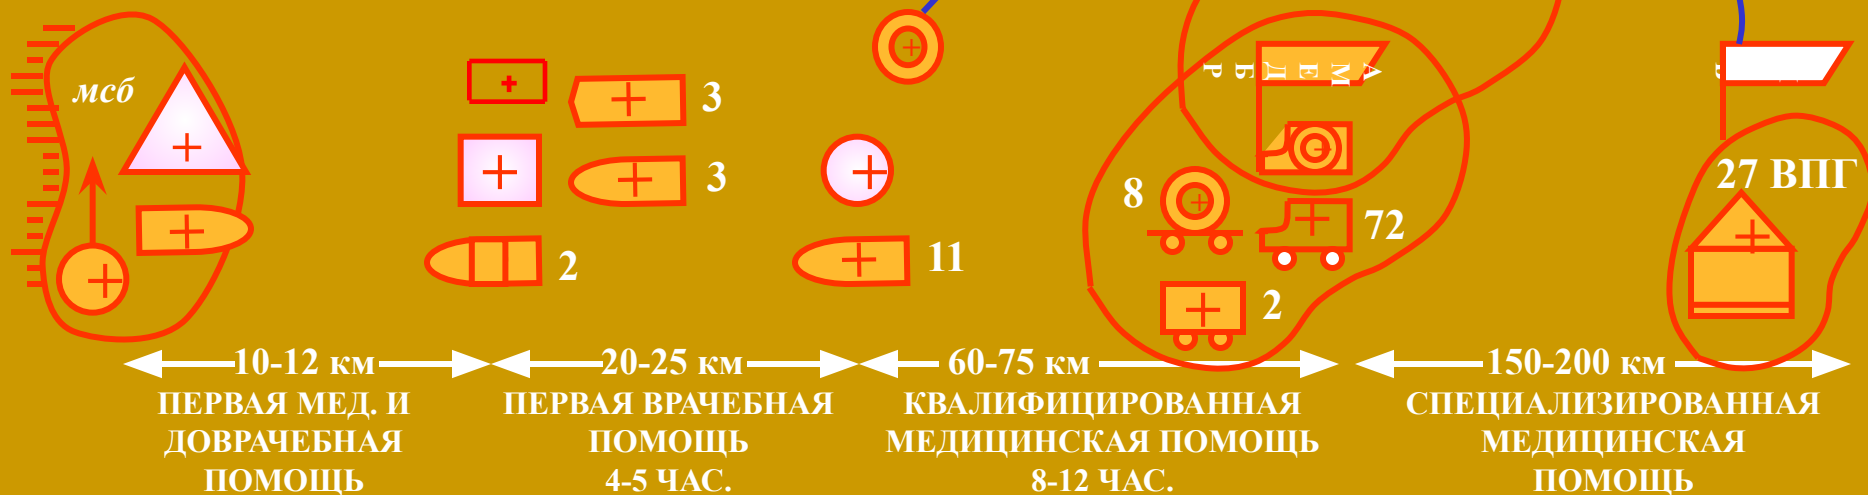 мсб
3
3
2
11
8
72
2
АМЕДБР
27 ВПГ
10-12 км
20-25 км
60-75 км
150-200 км
ПЕРВАЯ МЕД. И
ДОВРАЧЕБНАЯ
ПОМОЩЬ
ПЕРВАЯ ВРАЧЕБНАЯ
ПОМОЩЬ
4-5 ЧАС.
КВАЛИФИЦИРОВАННАЯ
МЕДИЦИНСКАЯ ПОМОЩЬ
8-12 ЧАС.
СПЕЦИАЛИЗИРОВАННАЯ
МЕДИЦИНСКАЯ
ПОМОЩЬ